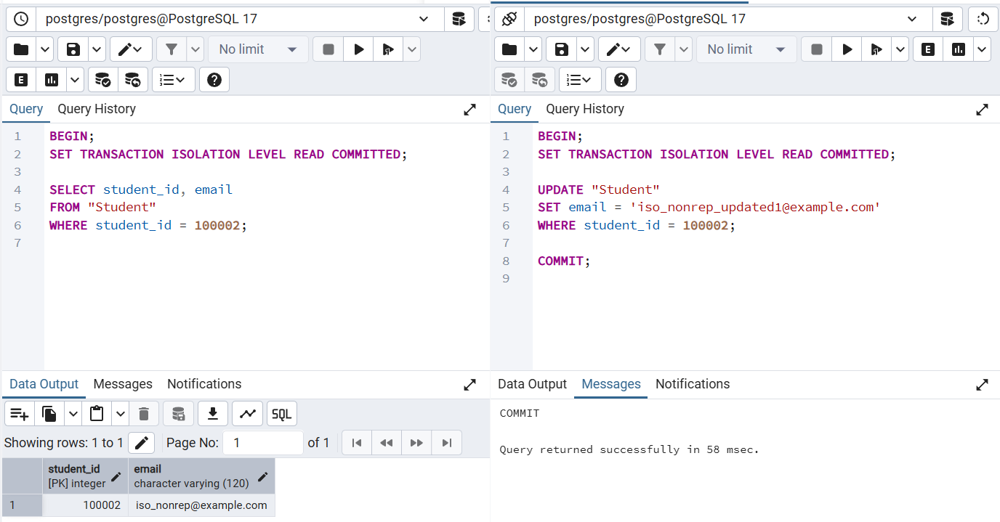 postgres/postgres@PostgreSQL 17
No limit
E
Query Query History
1 BEGIN;
2 SET TRANSACTION ISOLATION LEVEL READ COMMITTED;
3
4 SELECT student_id, email
5 FROM "Student"
6 WHERE student_id = 100002;
7
Data Output Messages Notifications
SQL
Showing rows: 1 to 1 Page No: 1 of 1
student_id email
[PK] integer character varying (120)
1 100002 iso_nonrep@example.com
postgres/postgres@PostgreSQL 17
No limit E
Query Query History
1 BEGIN;
2 SET TRANSACTION ISOLATION LEVEL READ COMMITTED;
3
4 UPDATE "Student"
5 SET email = 'iso_nonrep_updated1@example.com'
6 WHERE student_id = 100002;
7
8 COMMIT;
9
Data Output Messages Notifications
COMMIT
Query returned successfully in 58 msec.